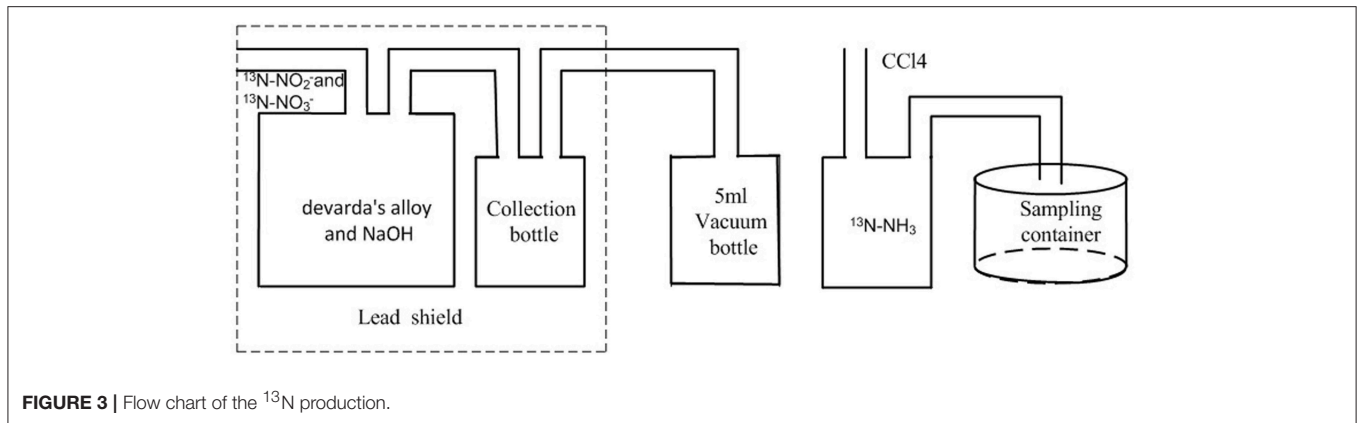 ¹³N-NO₂⁻and
¹³N-NO₃⁻
devarda's alloy
and NaOH
Collection
bottle
Lead shield
5ml
Vacuum
bottle
CCl4
¹³N-NH₃
Sampling
container
FIGURE 3 | Flow chart of the ¹³N production.